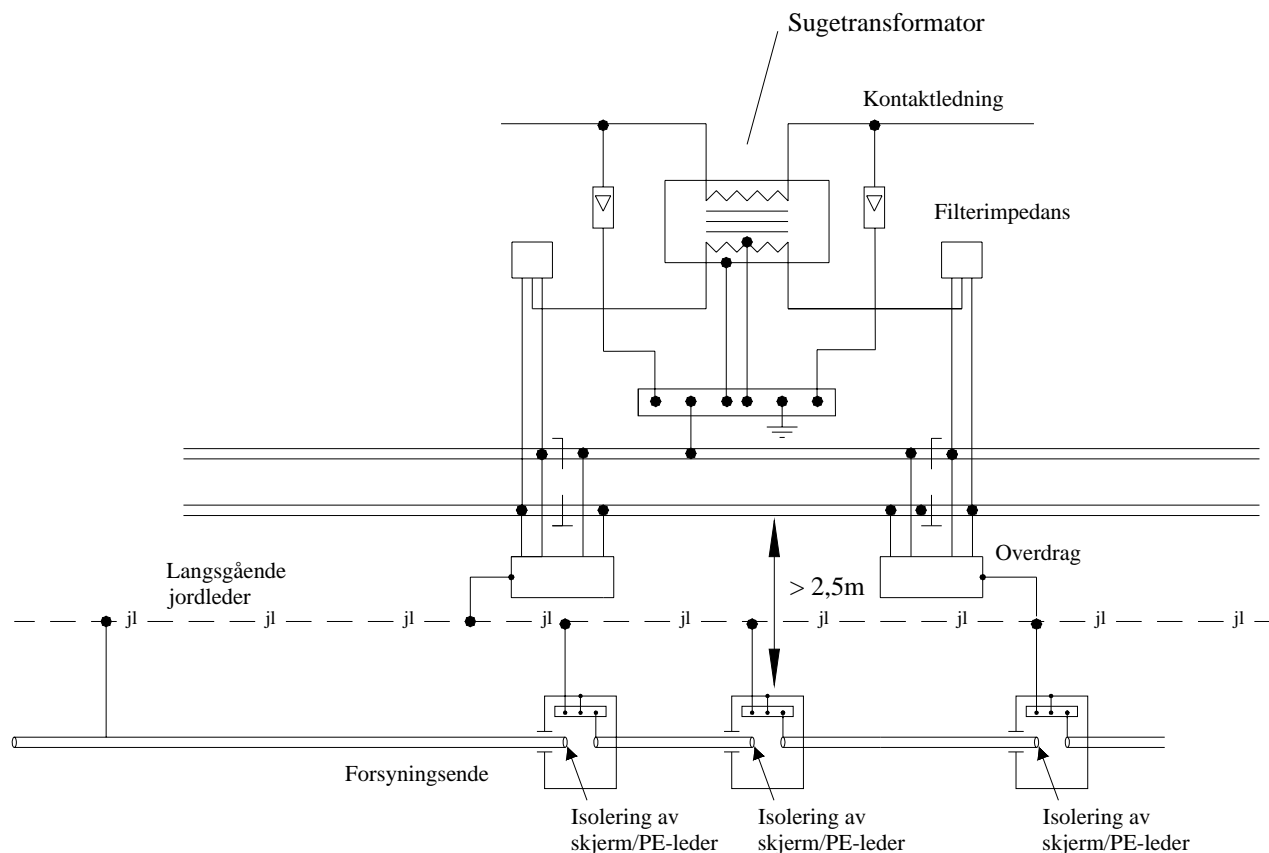 Sugetransformator
Kontaktledning
Filterimpedans
Overdrag
Langsgående
jordleder
> 2,5m
jl jl jl jl jl jl jl jl jl
Forsyningsende
Isolering av
skjerm/PE-leder
Isolering av
skjerm/PE-leder
Isolering av
skjerm/PE-leder